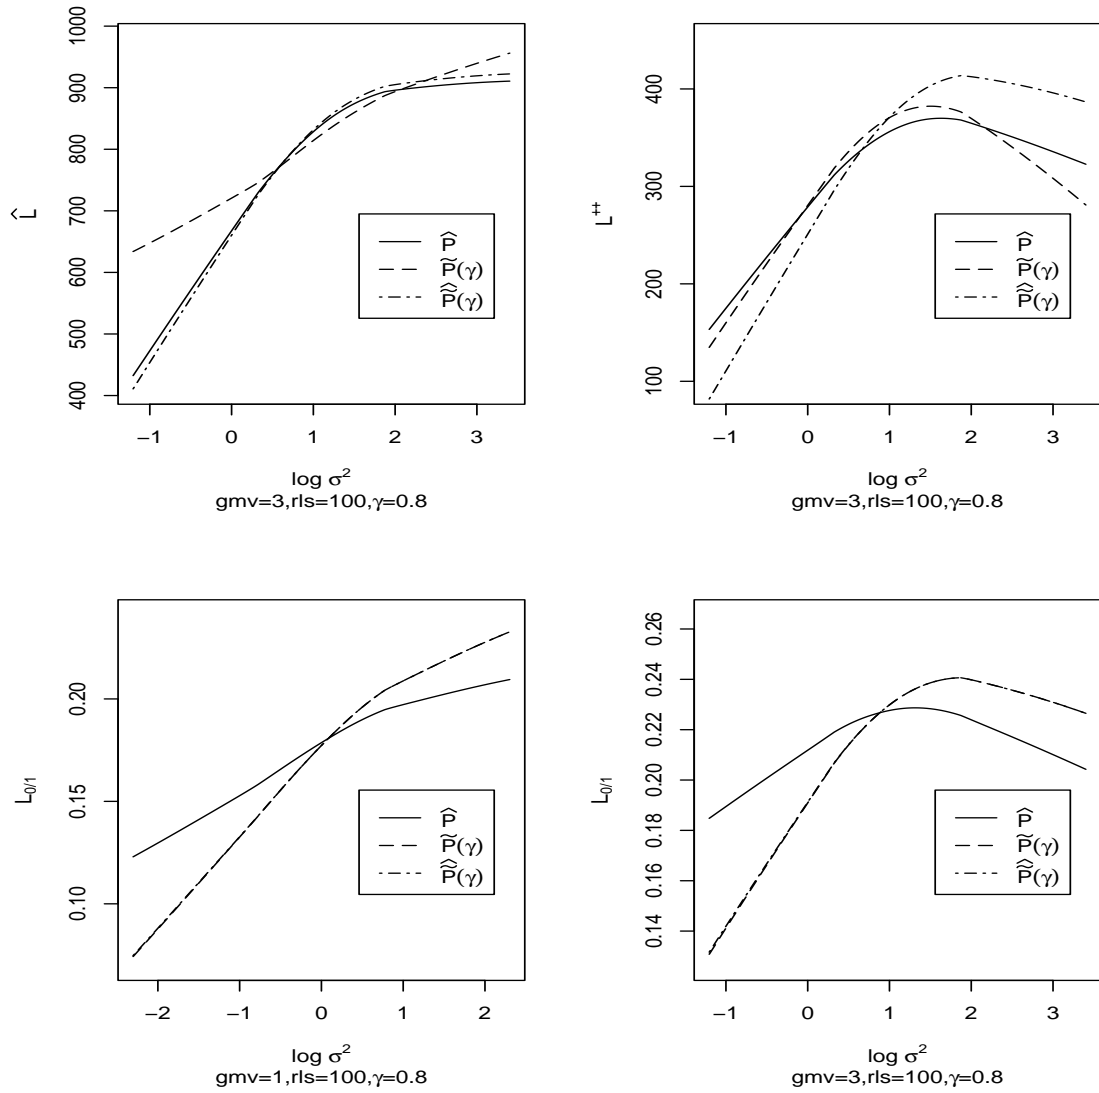 1000
900
800
700
600
500
400
L̂
P̂
P̃(γ)
P̃̂(γ)
−1 0 1 2 3
log σ²
gmv=3,rls=100,γ=0.8
400
300
200
100
L‡‡
P̂
P̃(γ)
P̃̂(γ)
−1 0 1 2 3
log σ²
gmv=3,rls=100,γ=0.8
0.20
0.15
0.10
L0/1
P̂
P̃(γ)
P̃̂(γ)
−2 −1 0 1 2
log σ²
gmv=1,rls=100,γ=0.8
0.26
0.24
0.22
0.20
0.18
0.16
0.14
L0/1
P̂
P̃(γ)
P̃̂(γ)
−1 0 1 2 3
log σ²
gmv=3,rls=100,γ=0.8